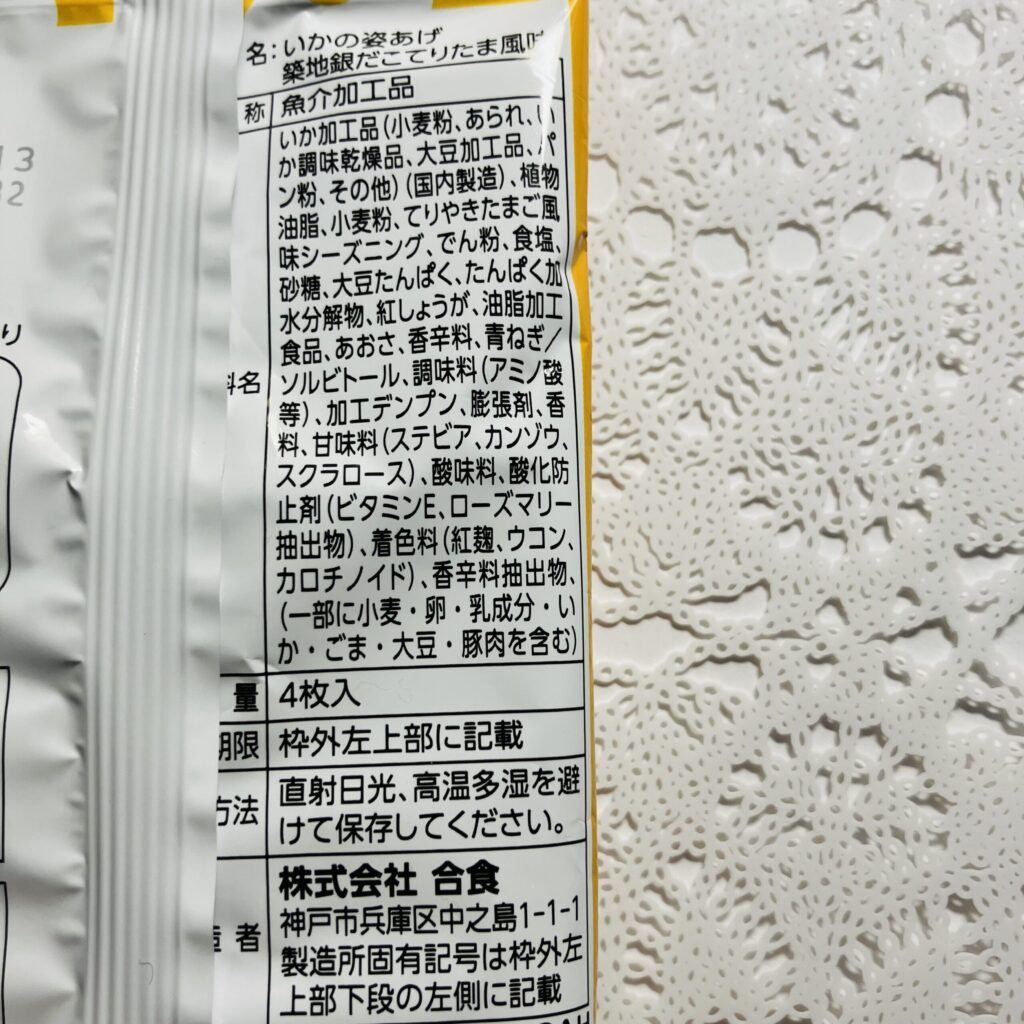 名：いかの姿あげ
築地銀だこてりたま風味
称 魚介加工品
いか加工品（小麦粉、あられ、い
か調味乾燥品、大豆加工品、パ
ン粉、その他）（国内製造）、植物
油脂、小麦粉、てりやきたまご風
味シーズニング、でん粉、食塩、
砂糖、大豆たんぱく、たんぱく加
水分解物、紅しょうが、油脂加工
食品、あおさ、香辛料、青ねぎ／
料名 ソルビトール、調味料（アミノ酸
等）、加工デンプン、膨張剤、香
料、甘味料（ステビア、カンゾウ、
スクラロース）、酸味料、酸化防
止剤（ビタミンE、ローズマリー
抽出物）、着色料（紅麹、ウコン、
カロチノイド）、香辛料抽出物、
（一部に小麦・卵・乳成分・い
か・ごま・大豆・豚肉を含む）
量 4枚入
期限 枠外左上部に記載
方法 直射日光、高温多湿を避
けて保存してください。
株式会社 合食
神戸市兵庫区中之島1-1-1
者 製造所固有記号は枠外左
上部下段の左側に記載
13
32
り